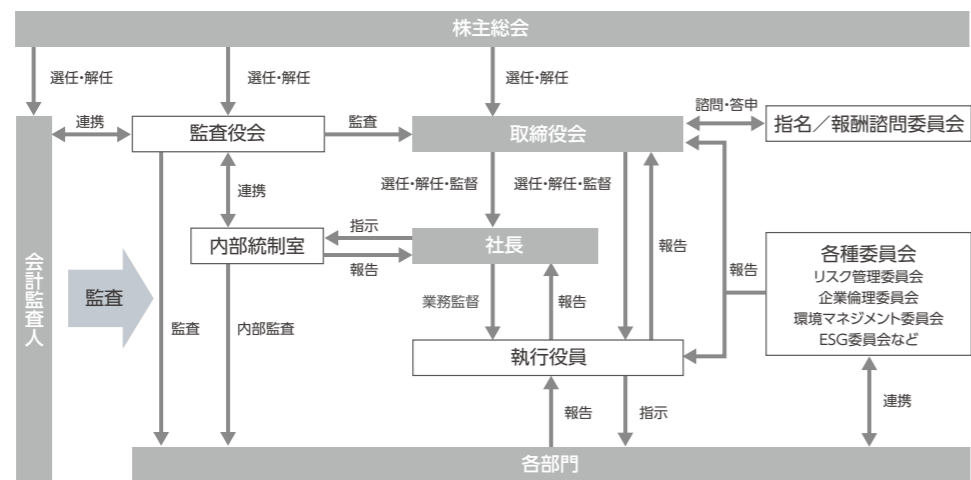 株主総会
選任・解任
選任・解任
選任・解任
連携
監査役会
監査
取締役会
諮問・答申
指名／報酬諮問委員会
選任・解任・監督
選任・解任・監督
連携
指示
内部統制室
社長
報告
報告
報告
各種委員会
リスク管理委員会
企業倫理委員会
環境マネジメント委員会
ESG委員会など
会計監査人
監査
監査
内部監査
業務監督
報告
執行役員
報告
指示
連携
各部門